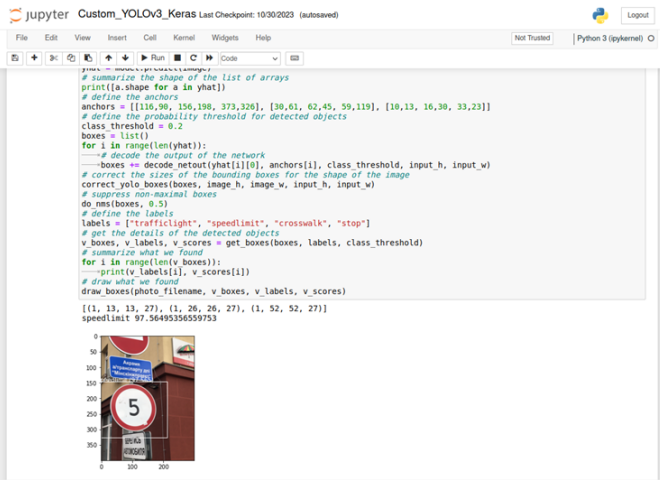 jupyter Custom_YOLOv3_Keras Last Checkpoint: 10/30/2023 (autosaved)
Logout
File Edit View Insert Cell Kernel Widgets Help
Not Trusted Python 3 (ipykernel)
Run Code
yhat = model.predict(image)
# summarize the shape of the list of arrays
print([a.shape for a in yhat])
# define the anchors
anchors = [[116,90, 156,198, 373,326], [30,61, 62,45, 59,119], [10,13, 16,30, 33,23]]
# define the probability threshold for detected objects
class_threshold = 0.2
boxes = list()
for i in range(len(yhat)):
# decode the output of the network
boxes += decode_netout(yhat[i][0], anchors[i], class_threshold, input_h, input_w)
# correct the sizes of the bounding boxes for the shape of the image
correct_yolo_boxes(boxes, image_h, image_w, input_h, input_w)
# suppress non-maximal boxes
do_nms(boxes, 0.5)
# define the labels
labels = ["trafficlight", "speedlimit", "crosswalk", "stop"]
# get the details of the detected objects
v_boxes, v_labels, v_scores = get_boxes(boxes, labels, class_threshold)
# summarize what we found
for i in range(len(v_boxes)):
print(v_labels[i], v_scores[i])
# draw what we found
draw_boxes(photo_filename, v_boxes, v_labels, v_scores)
[(1, 13, 13, 27), (1, 26, 26, 27), (1, 52, 52, 27)]
speedlimit 97.56495356559753
0
50
100
150
200
250
300
350
5
0 100 200